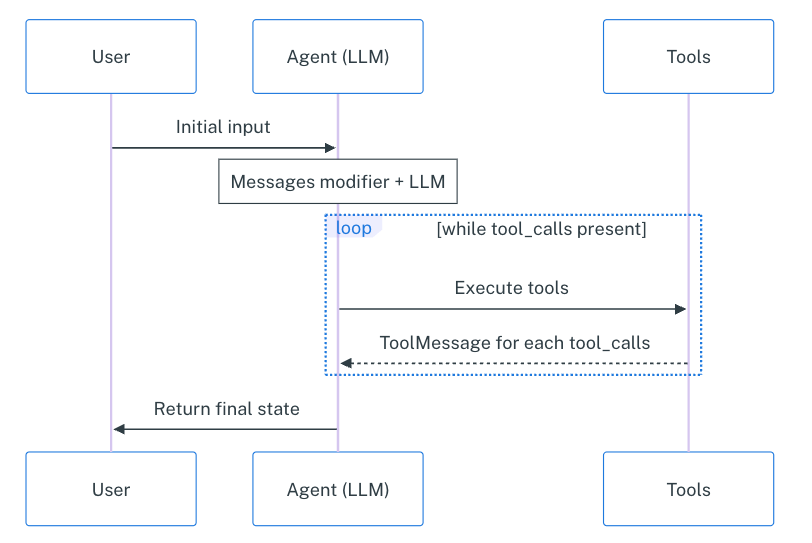 User
Agent (LLM)
Tools
Initial input
Messages modifier + LLM
loop
[while tool_calls present]
Execute tools
ToolMessage for each tool_calls
Return final state
User
Agent (LLM)
Tools